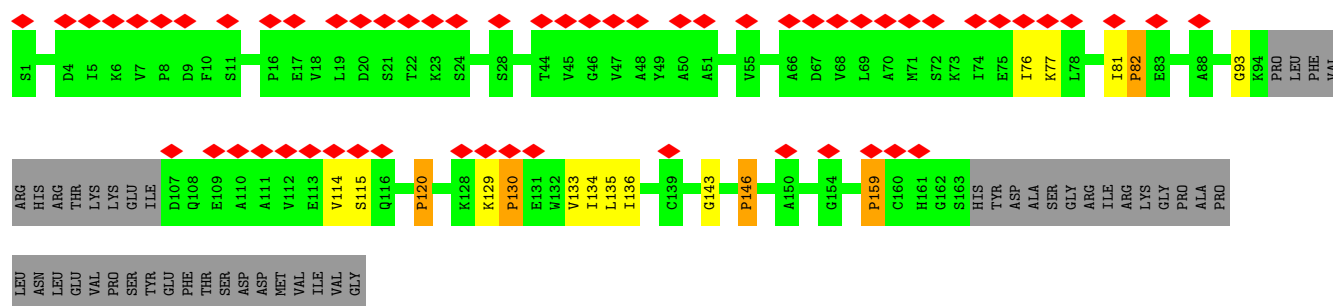 S1 D4 I5 K6 V7 P8 D9 F10 S11 P16 E17 V18 L19 D20 S21 T22 K23 S24 S28 T44 V45 G46 V47 A48 Y49 A50 A51 V55 A66 D67 V68 L69 A70 M71 S72 K73 I74 E75 I76 K77 L78 I81 P82 E83 A88 G93 K94 PRO LEU PHE VAL
ARG HIS ARG THR LYS LYS GLU ILE D107 Q108 E109 A110 A111 V112 E113 V114 S115 Q116 P120 K128 K129 P130 E131 W132 V133 I134 L135 I136 C139 G143 P146 A150 G154 P159 C160 H161 G162 S163 HIS TYR ASP ALA SER GLY ARG ILE ARG LYS GLY PRO ALA PRO
LEU ASN LEU GLU VAL PRO SER TYR GLU PHE THR SER ASP ASP MET VAL ILE VAL GLY